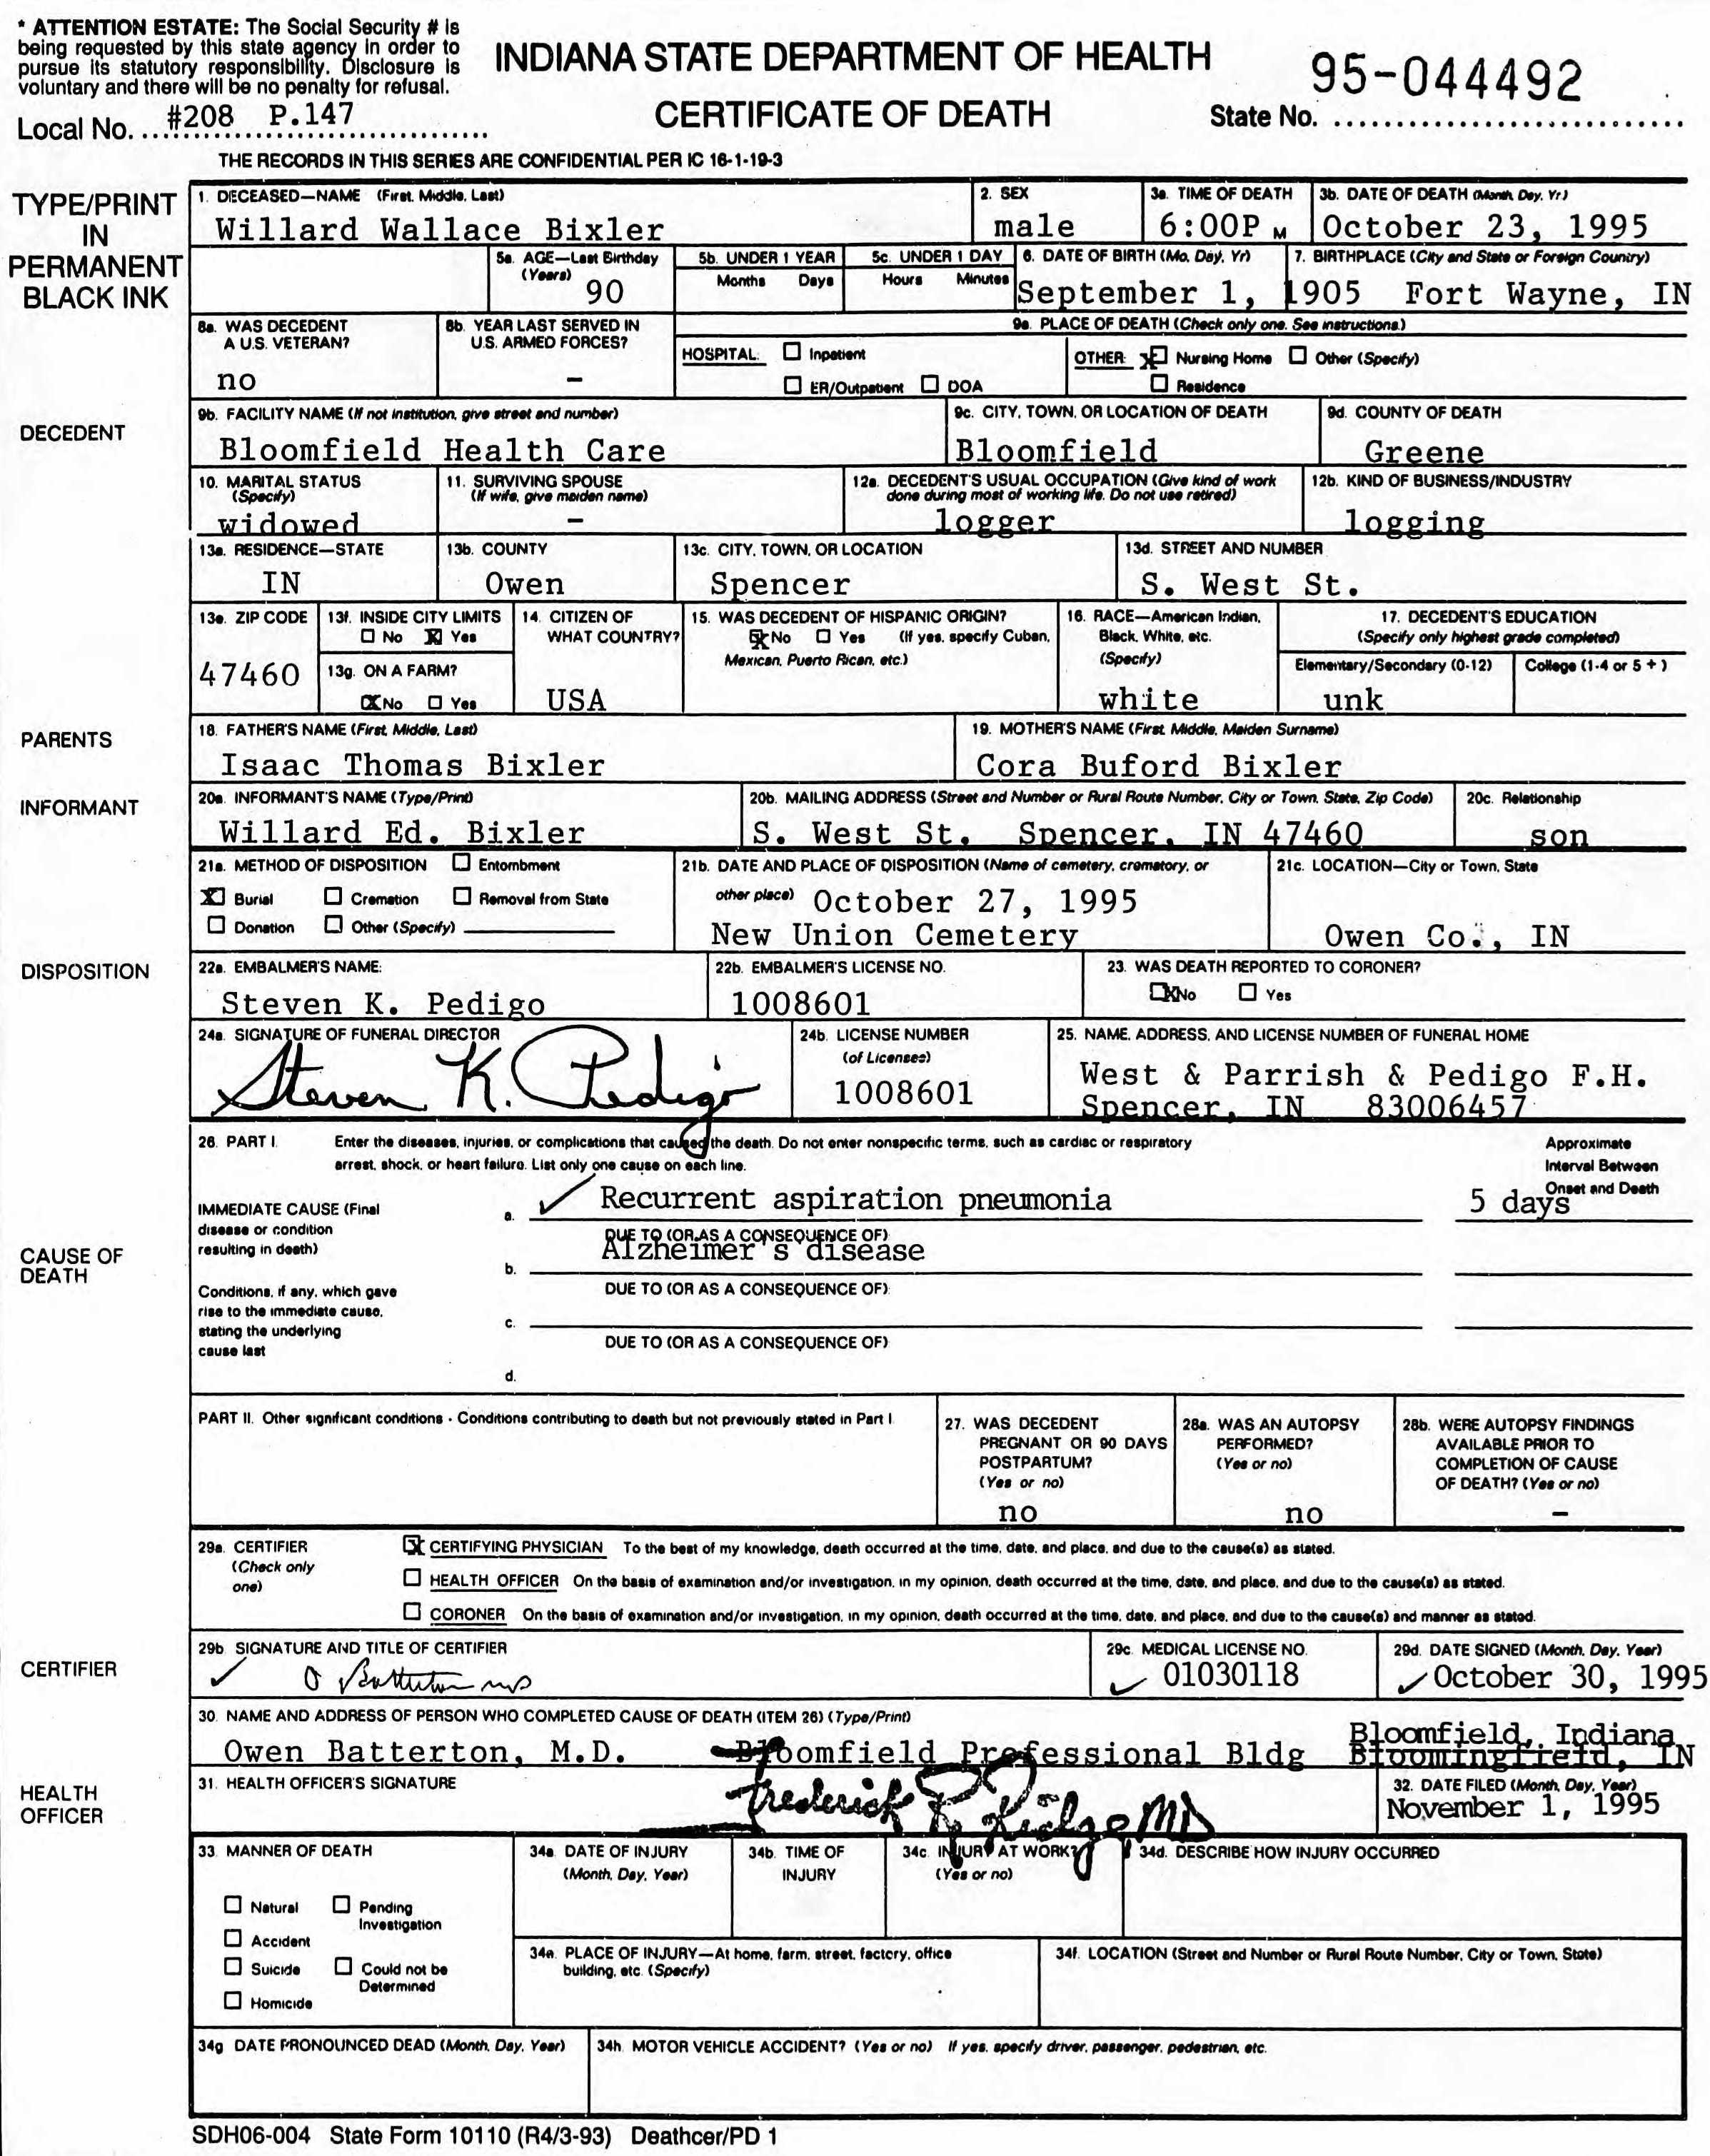 * ATTENTION ESTATE: The Social Security # is
being requested by this state agency in order to
pursue its statutory responsibility. Disclosure is
voluntary and there will be no penalty for refusal.
Local No. ... #208 P.147
INDIANA STATE DEPARTMENT OF HEALTH
CERTIFICATE OF DEATH
95-044492
State No. ............................
THE RECORDS IN THIS SERIES ARE CONFIDENTIAL PER IC 16-1-19-3
TYPE/PRINT
IN
PERMANENT
BLACK INK
1. DECEASED—NAME (First, Middle, Last)
Willard Wallace Bixler
2. SEX
male
3a. TIME OF DEATH
6:00P M
3b. DATE OF DEATH (Month, Day, Yr.)
October 23, 1995
5a. AGE—Last Birthday
(Years)
90
5b. UNDER 1 YEAR
Months Days
5c. UNDER 1 DAY
Hours Minutes
6. DATE OF BIRTH (Mo, Day, Yr)
September 1, 1905
7. BIRTHPLACE (City and State or Foreign Country)
Fort Wayne, IN
DECEDENT
8a. WAS DECEDENT
A U.S. VETERAN?
no
8b. YEAR LAST SERVED IN
U.S. ARMED FORCES?
–
9a. PLACE OF DEATH (Check only one. See instructions.)
HOSPITAL: Inpatient
ER/Outpatient DOA
OTHER: X Nursing Home Other (Specify)
Residence
9b. FACILITY NAME (If not institution, give street and number)
Bloomfield Health Care
9c. CITY, TOWN, OR LOCATION OF DEATH
Bloomfield
9d. COUNTY OF DEATH
Greene
10. MARITAL STATUS
(Specify)
widowed
11. SURVIVING SPOUSE
(If wife, give maiden name)
–
12a. DECEDENT'S USUAL OCCUPATION (Give kind of work
done during most of working life. Do not use retired)
logger
12b. KIND OF BUSINESS/INDUSTRY
logging
13a. RESIDENCE—STATE
IN
13b. COUNTY
Owen
13c. CITY, TOWN, OR LOCATION
Spencer
13d. STREET AND NUMBER
S. West St.
13e. ZIP CODE
47460
13f. INSIDE CITY LIMITS
No X Yes
13g. ON A FARM?
X No Yes
14. CITIZEN OF
WHAT COUNTRY?
USA
15. WAS DECEDENT OF HISPANIC ORIGIN?
X No Yes (If yes, specify Cuban,
Mexican, Puerto Rican, etc.)
16. RACE—American Indian,
Black, White, etc.
(Specify)
white
17. DECEDENT'S EDUCATION
(Specify only highest grade completed)
Elementary/Secondary (0-12) College (1-4 or 5 + )
unk
PARENTS
18. FATHER'S NAME (First, Middle, Last)
Isaac Thomas Bixler
19. MOTHER'S NAME (First, Middle, Maiden Surname)
Cora Buford Bixler
INFORMANT
20a. INFORMANT'S NAME (Type/Print)
Willard Ed. Bixler
20b. MAILING ADDRESS (Street and Number or Rural Route Number, City or Town, State, Zip Code)
S. West St. Spencer, IN 47460
20c. Relationship
son
DISPOSITION
21a. METHOD OF DISPOSITION Entombment
X Burial Cremation Removal from State
Donation Other (Specify)
21b. DATE AND PLACE OF DISPOSITION (Name of cemetery, crematory, or
other place) October 27, 1995
New Union Cemetery
21c. LOCATION—City or Town, State
Owen Co., IN
22a. EMBALMER'S NAME:
Steven K. Pedigo
22b. EMBALMER'S LICENSE NO.
1008601
23. WAS DEATH REPORTED TO CORONER?
X No Yes
24a. SIGNATURE OF FUNERAL DIRECTOR
Steven K. Pedigo
24b. LICENSE NUMBER
(of Licensee)
1008601
25. NAME, ADDRESS, AND LICENSE NUMBER OF FUNERAL HOME
West & Parrish & Pedigo F.H.
Spencer, IN 83006457
CAUSE OF
DEATH
26. PART I. Enter the diseases, injuries, or complications that caused the death. Do not enter nonspecific terms, such as cardiac or respiratory
arrest, shock, or heart failure. List only one cause on each line.
Approximate
Interval Between
Onset and Death
IMMEDIATE CAUSE (Final
disease or condition
resulting in death)
a. ✓ Recurrent aspiration pneumonia 5 days
DUE TO (OR AS A CONSEQUENCE OF)
b. Alzheimer's disease
DUE TO (OR AS A CONSEQUENCE OF):
Conditions, if any, which gave
rise to the immediate cause,
stating the underlying
cause last
c.
DUE TO (OR AS A CONSEQUENCE OF)
d.
PART II. Other significant conditions - Conditions contributing to death but not previously stated in Part I.
27. WAS DECEDENT
PREGNANT OR 90 DAYS
POSTPARTUM?
(Yes or no)
no
28a. WAS AN AUTOPSY
PERFORMED?
(Yes or no)
no
28b. WERE AUTOPSY FINDINGS
AVAILABLE PRIOR TO
COMPLETION OF CAUSE
OF DEATH? (Yes or no)
–
CERTIFIER
29a. CERTIFIER
(Check only
one)
X CERTIFYING PHYSICIAN To the best of my knowledge, death occurred at the time, date, and place, and due to the cause(s) as stated.
HEALTH OFFICER On the basis of examination and/or investigation, in my opinion, death occurred at the time, date, and place, and due to the cause(s) as stated.
CORONER On the basis of examination and/or investigation, in my opinion, death occurred at the time, date, and place, and due to the cause(s) and manner as stated.
29b. SIGNATURE AND TITLE OF CERTIFIER
✓ O Batterton MD
29c. MEDICAL LICENSE NO.
✓ 01030118
29d. DATE SIGNED (Month, Day, Year)
✓ October 30, 1995
30. NAME AND ADDRESS OF PERSON WHO COMPLETED CAUSE OF DEATH (ITEM 26) (Type/Print)
Owen Batterton, M.D. Bloomfield Professional Bldg Bloomfield, Indiana
Bloomingfield, IN
HEALTH
OFFICER
31. HEALTH OFFICER'S SIGNATURE
Frederick R MD
32. DATE FILED (Month, Day, Year)
November 1, 1995
33. MANNER OF DEATH
Natural Pending
Investigation
Accident
Suicide Could not be
Determined
Homicide
34a. DATE OF INJURY
(Month, Day, Year)
34b. TIME OF
INJURY
34c. INJURY AT WORK?
(Yes or no)
34d. DESCRIBE HOW INJURY OCCURRED
34e. PLACE OF INJURY—At home, farm, street, factory, office
building, etc. (Specify)
34f. LOCATION (Street and Number or Rural Route Number, City or Town, State)
34g DATE PRONOUNCED DEAD (Month, Day, Year)
34h. MOTOR VEHICLE ACCIDENT? (Yes or no) If yes, specify driver, passenger, pedestrian, etc.
SDH06-004 State Form 10110 (R4/3-93) Deathcer/PD 1